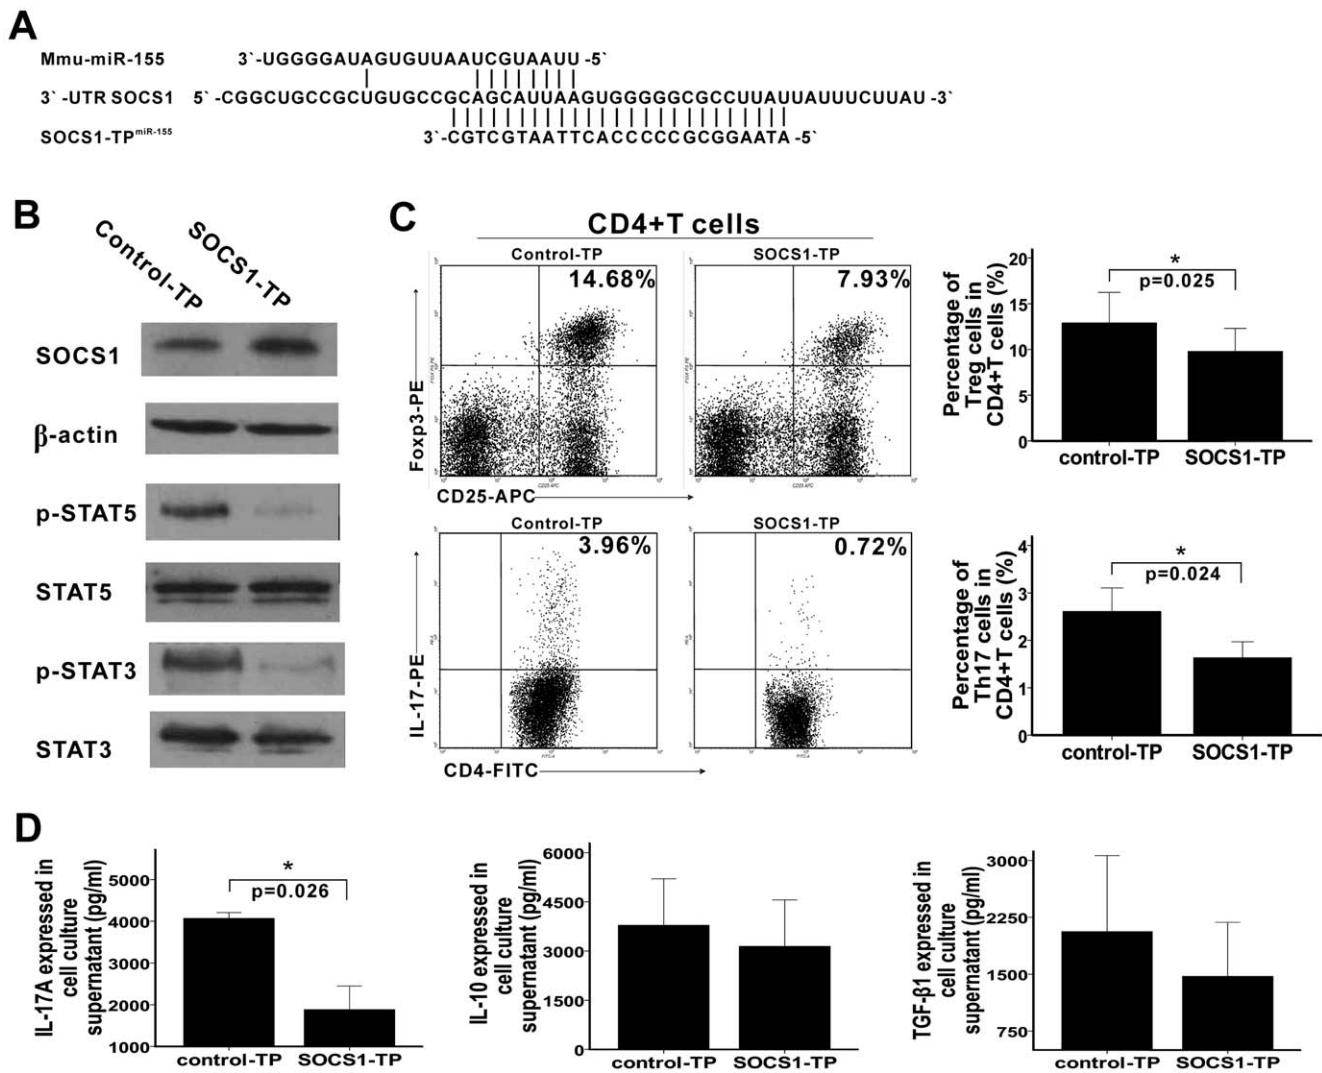 A
Mmu-miR-155 3`-UGGGGAUAGUGUUAAUCGUAAUU -5`
3` -UTR SOCS1 5` -CGGCUGCCGCUGUGCCGCAGCAUUAAGUGGGGGCGCCUUAUUAUUUCUUAU -3`
SOCS1-TPmiR-155 3`-CGTCGTAATTCACCCCCGCGGAATA -5`
B
Control-TP
SOCS1-TP
SOCS1
β-actin
p-STAT5
STAT5
p-STAT3
STAT3
C
CD4+T cells
Control-TP
14.68%
SOCS1-TP
7.93%
Foxp3-PE
CD25-APC
Percentage of
Treg cells in
CD4+T cells (%)
20
15
10
5
0
*
p=0.025
control-TP SOCS1-TP
Control-TP
3.96%
SOCS1-TP
0.72%
IL-17-PE
CD4-FITC
Percentage of
Th17 cells in
CD4+T cells (%)
4
3
2
1
0
*
p=0.024
control-TP SOCS1-TP
D
IL-17A expressed in
cell culture
supernatant (pg/ml)
5000
4000
3000
2000
1000
*
p=0.026
control-TP SOCS1-TP
IL-10 expressed in
cell culture
supernatant (pg/ml)
6000
4500
3000
1500
0
control-TP SOCS1-TP
TGF-β1 expressed in
cell culture
supernatant (pg/ml)
3000
2250
1500
750
control-TP SOCS1-TP